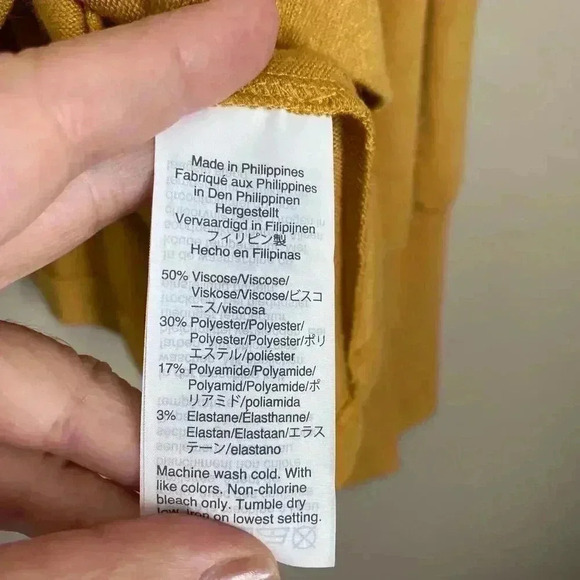 Made in Philippines
Fabriqué aux Philippines
in Den Philippinen
Hergestellt
Vervaardigd in Filipijnen
フィリピン製
Hecho en Filipinas
50% Viscose/Viscose/
Viskose/Viscose/ビスコ
ース/viscosa
30% Polyester/Polyester/
Polyester/Polyester/ポリ
エステル/poliéster
17% Polyamide/Polyamide/
Polyamid/Polyamide/ポ
リアミド/poliamida
3% Elastane/Élasthanne/
Elastan/Elastaan/エラス
テーン/elastano
Machine wash cold. With
like colors. Non-chlorine
bleach only. Tumble dry
low. Iron on lowest setting.